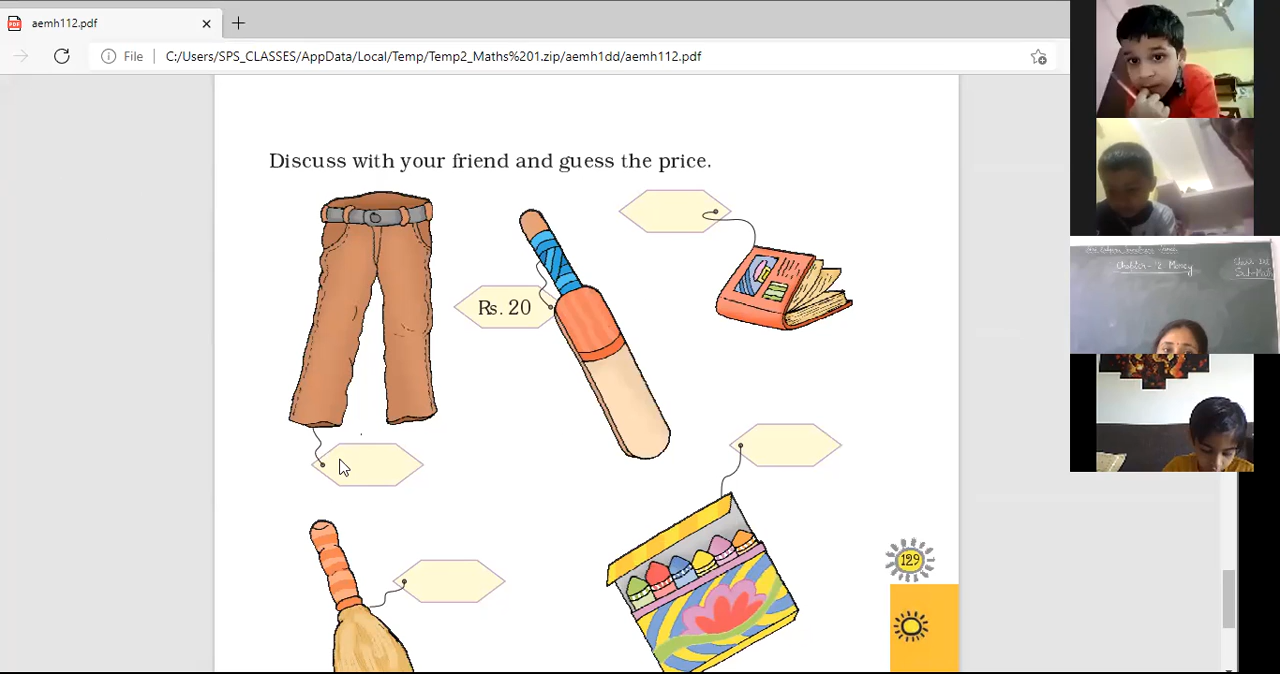 aemh112.pdf
File
C:/Users/SPS_CLASSES/AppData/Local/Temp/Temp2_Maths%201.zip/aemh1dd/aemh112.pdf
Discuss with your friend and guess the price.
Rs. 20
129
Chapter-12 Money